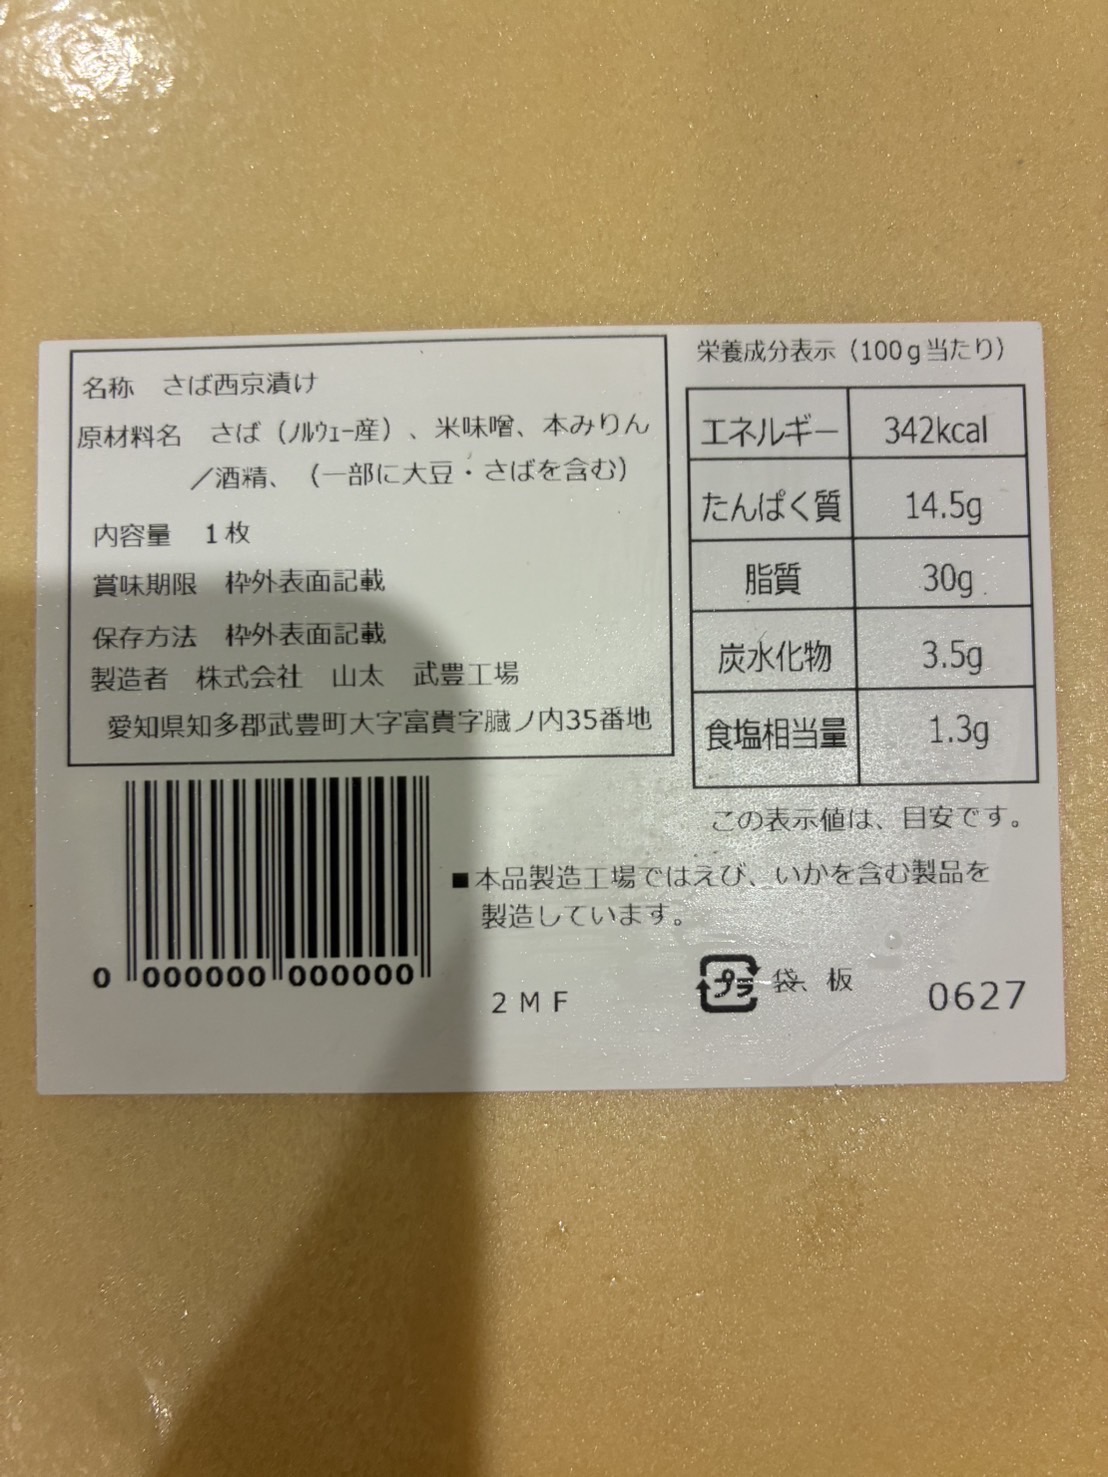 名称　さば西京漬け
原材料名　さば（ﾉﾙｳｪｰ産）、米味噌、本みりん
／酒精、（一部に大豆・さばを含む）
内容量　1枚
賞味期限　枠外表面記載
保存方法　枠外表面記載
製造者　株式会社　山太　武豊工場
愛知県知多郡武豊町大字富貴字臓ノ内35番地
栄養成分表示（100g当たり）
エネルギー　342kcal
たんぱく質　14.5g
脂質　30g
炭水化物　3.5g
食塩相当量　1.3g
この表示値は、目安です。
■本品製造工場ではえび、いかを含む製品を
製造しています。
0 000000 000000
2MF
プラ　袋、板
0627